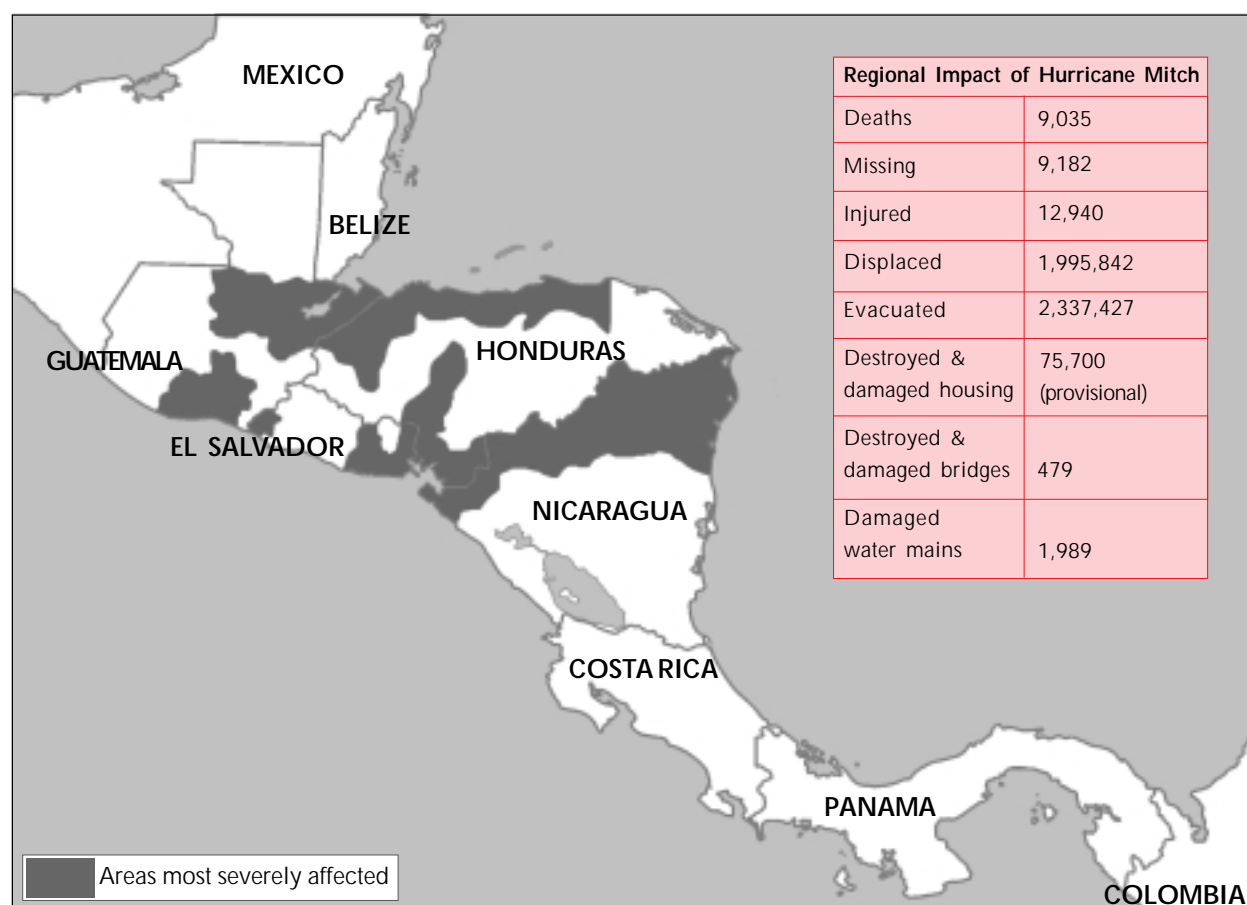 MEXICO
BELIZE
GUATEMALA
HONDURAS
EL SALVADOR
NICARAGUA
COSTA RICA
PANAMA
COLOMBIA
Areas most severely affected
Regional Impact of Hurricane Mitch
Deaths 9,035
Missing 9,182
Injured 12,940
Displaced 1,995,842
Evacuated 2,337,427
Destroyed & 75,700
damaged housing (provisional)
Destroyed &
damaged bridges 479
Damaged
water mains 1,989